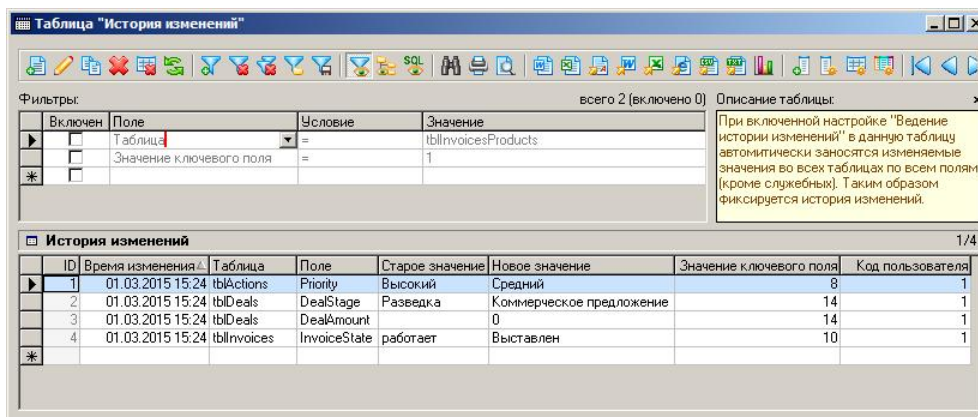 Таблица "История изменений"
SQL
Фильтры:
всего 2 (включено 0)
Включен Поле Условие Значение
Таблица = tblInvoicesProducts
Значение ключевого поля = 1
Описание таблицы:
При включенной настройке "Ведение
истории изменений" в данную таблицу
автомитически заносятся изменяемые
значения во всех таблицах по всем полям
(кроме служебных). Таким образом
фиксируется история изменений.
История изменений 1/4
ID Время изменения Таблица Поле Старое значение Новое значение Значение ключевого поля Код пользователя
1 01.03.2015 15:24 tblActions Priority Высокий Средний 8 1
2 01.03.2015 15:24 tblDeals DealStage Разведка Коммерческое предложение 14 1
3 01.03.2015 15:24 tblDeals DealAmount 0 14 1
4 01.03.2015 15:24 tblInvoices InvoiceState работает Выставлен 10 1